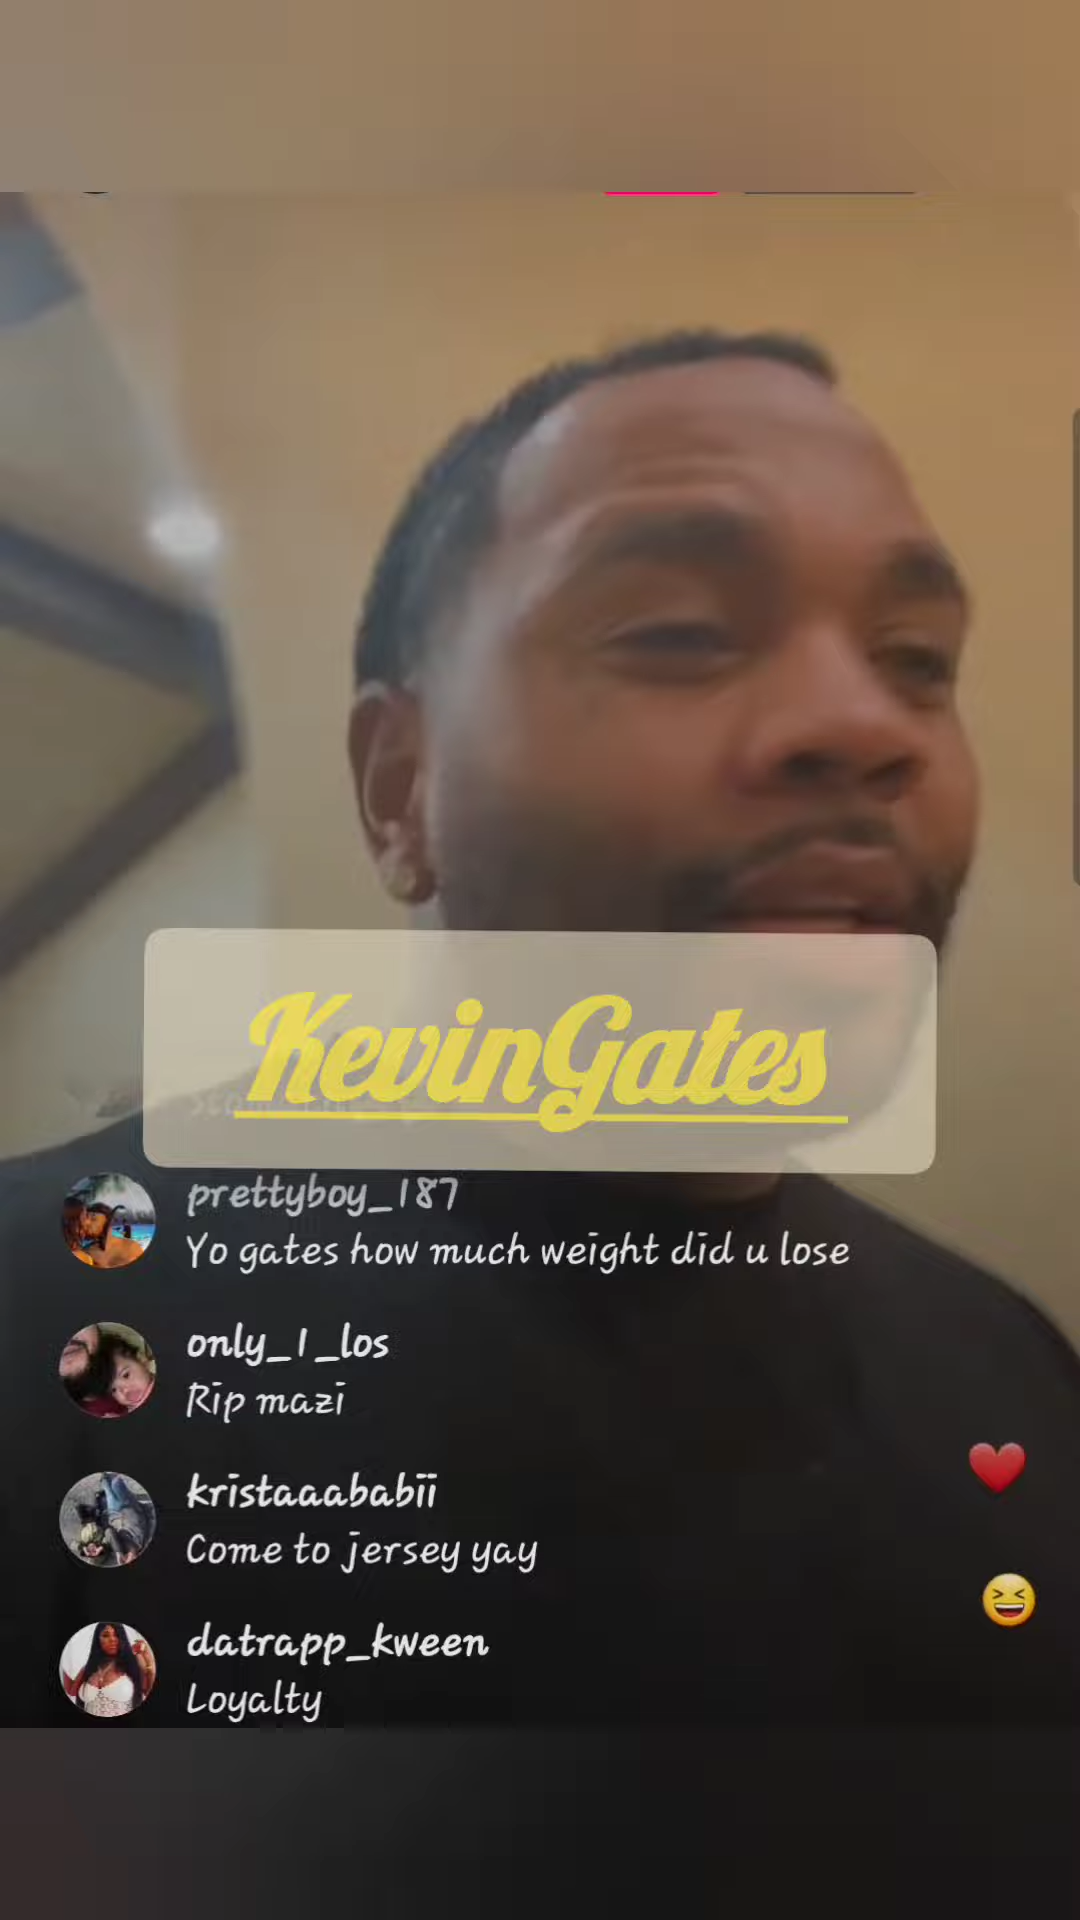 KevinGates
prettyboy_187
Yo gates how much weight did u lose
only_1_los
Rip mazi
kristaaababii
Come to jersey yay
datrapp_kween
Loyalty